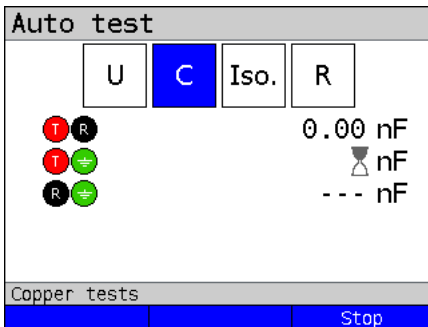 Auto test
U C Iso. R
T R 0.00 nF
T nF
R --- nF
Copper tests
Stop